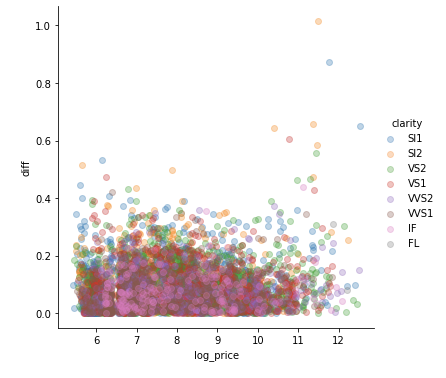 1.0
0.8
0.6
0.4
0.2
0.0
diff
6 7 8 9 10 11 12
log_price
clarity
SI1
SI2
VS2
VS1
VVS2
VVS1
IF
FL